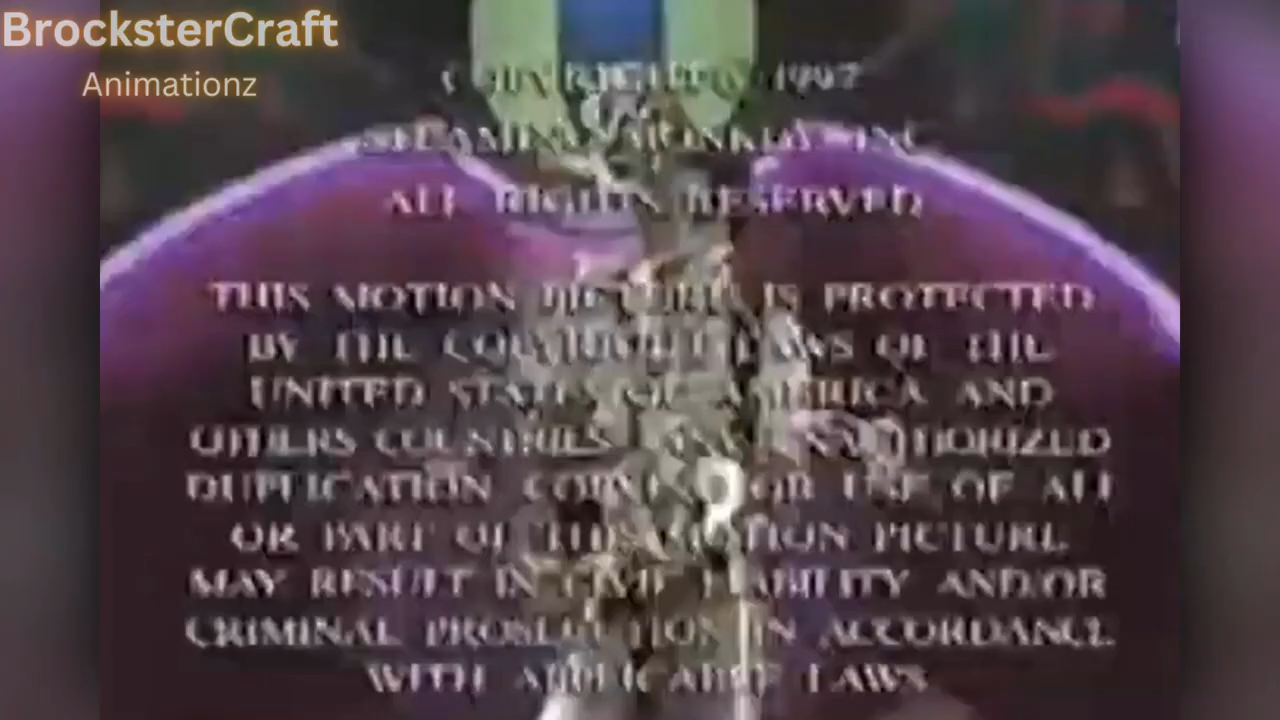 BrocksterCraft
Animationz
COPYRIGHT 1997
ALL RIGHTS RESERVED
THIS MOTION PICTURE IS PROTECTED
BY THE COPYRIGHT LAWS OF THE
UNITED STATES OF AMERICA AND
OTHERS COUNTRIES UNAUTHORIZED
DUPLICATION COPYING OR USE OF ALL
OR PART OF THIS MOTION PICTURE
MAY RESULT IN CIVIL LIABILITY AND/OR
CRIMINAL PROSECUTION IN ACCORDANCE
WITH APPLICABLE LAWS